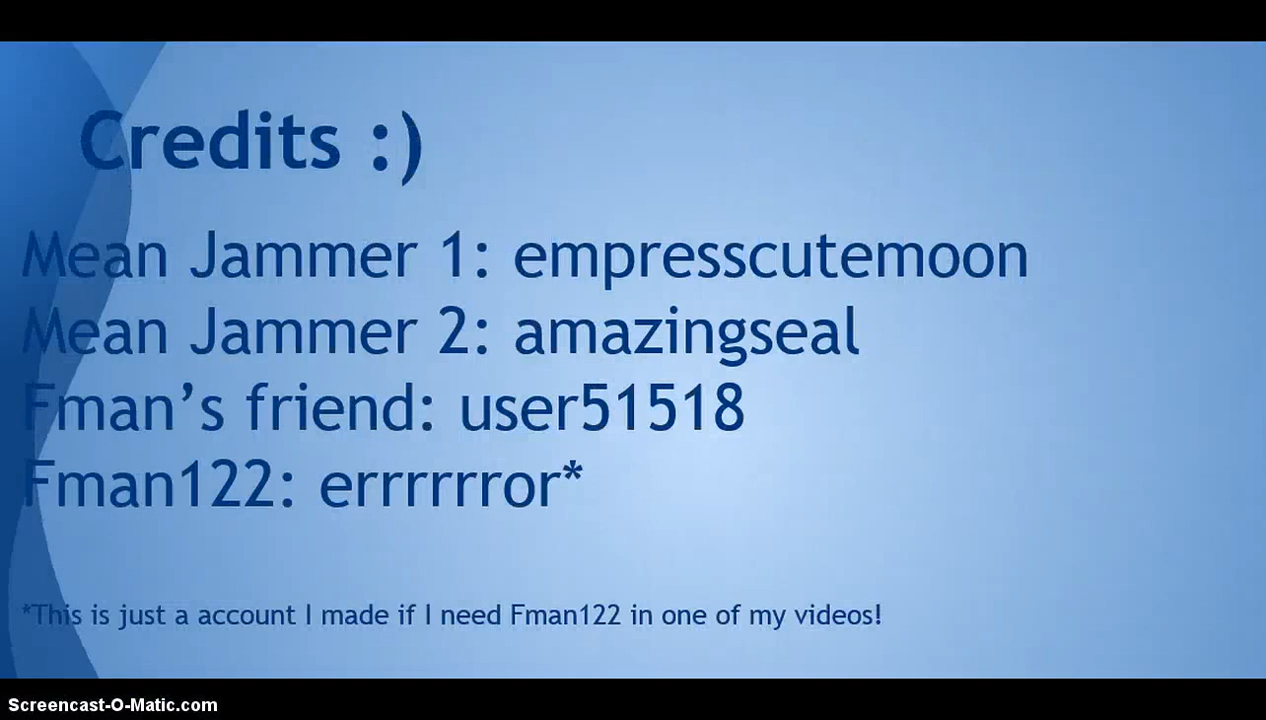 Credits :)
Mean Jammer 1: empresscutemoon
Mean Jammer 2: amazingseal
Fman’s friend: user51518
Fman122: errrrrror*
*This is just a account I made if I need Fman122 in one of my videos!
Screencast-O-Matic.com